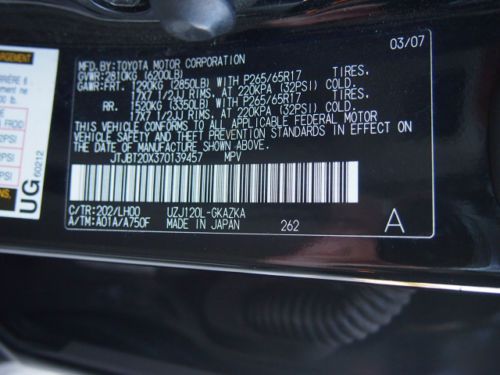 MFD. BY: TOYOTA MOTOR CORPORATION 03/07
GVWR: 2810KG (6200LB)
GAWR: FRT. 1290KG (2850LB) WITH P265/65R17 TIRES.
17X7 1/2JJ RIMS, AT 220KPA (32PSI) COLD.
RR. 1520KG (3350LB) WITH P265/65R17 TIRES.
17X7 1/2JJ RIMS, AT 220KPA (32PSI) COLD.
THIS VEHICLE CONFORMS TO ALL APPLICABLE FEDERAL MOTOR
VEHICLE SAFETY AND THEFT PREVENTION STANDARDS IN EFFECT ON
THE DATE OF MANUFACTURE SHOWN ABOVE.
JTJBT20X370139457 MPV
C/TR: 202/LH00 UZJ120L-GKAZKA
A/TM: A01A/A750F MADE IN JAPAN 262 A
UG
60212